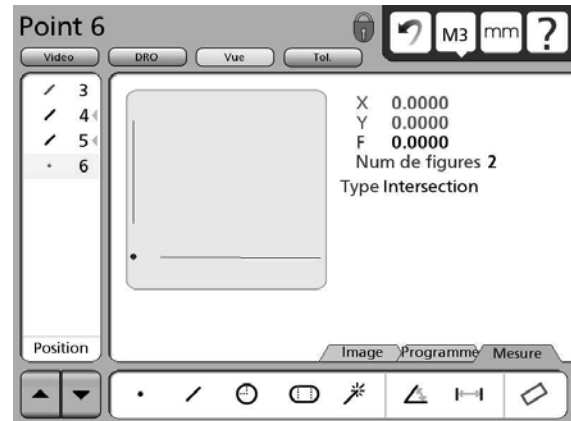 Point 6
M3 mm ?
Video DRO Vue Tol.
3
4
5
6
X 0.0000
Y 0.0000
F 0.0000
Num de figures 2
Type Intersection
Position
Image Programme Mesure